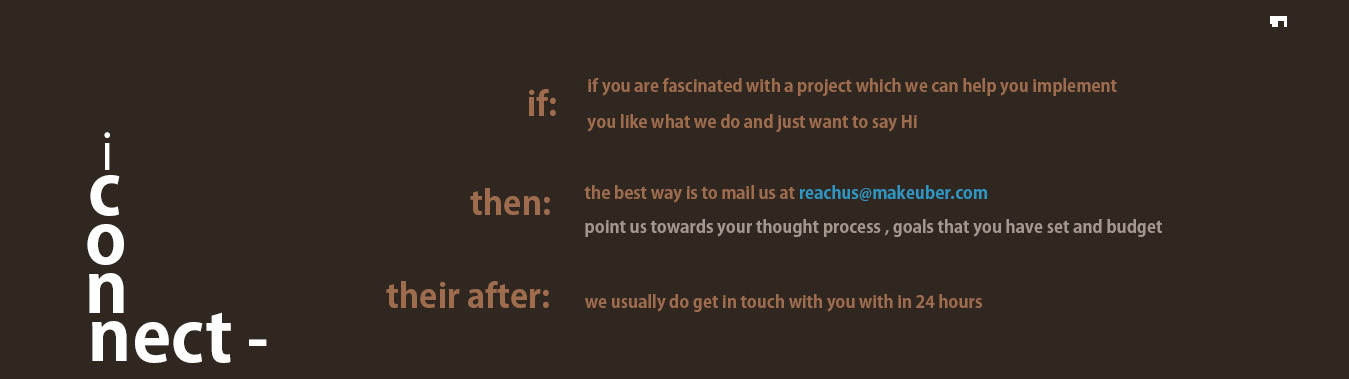 i
c
o
n
nect -
if:
if you are fascinated with a project which we can help you implement
you like what we do and just want to say Hi
then:
the best way is to mail us at reachus@makeuber.com
point us towards your thought process , goals that you have set and budget
their after:
we usually do get in touch with you with in 24 hours